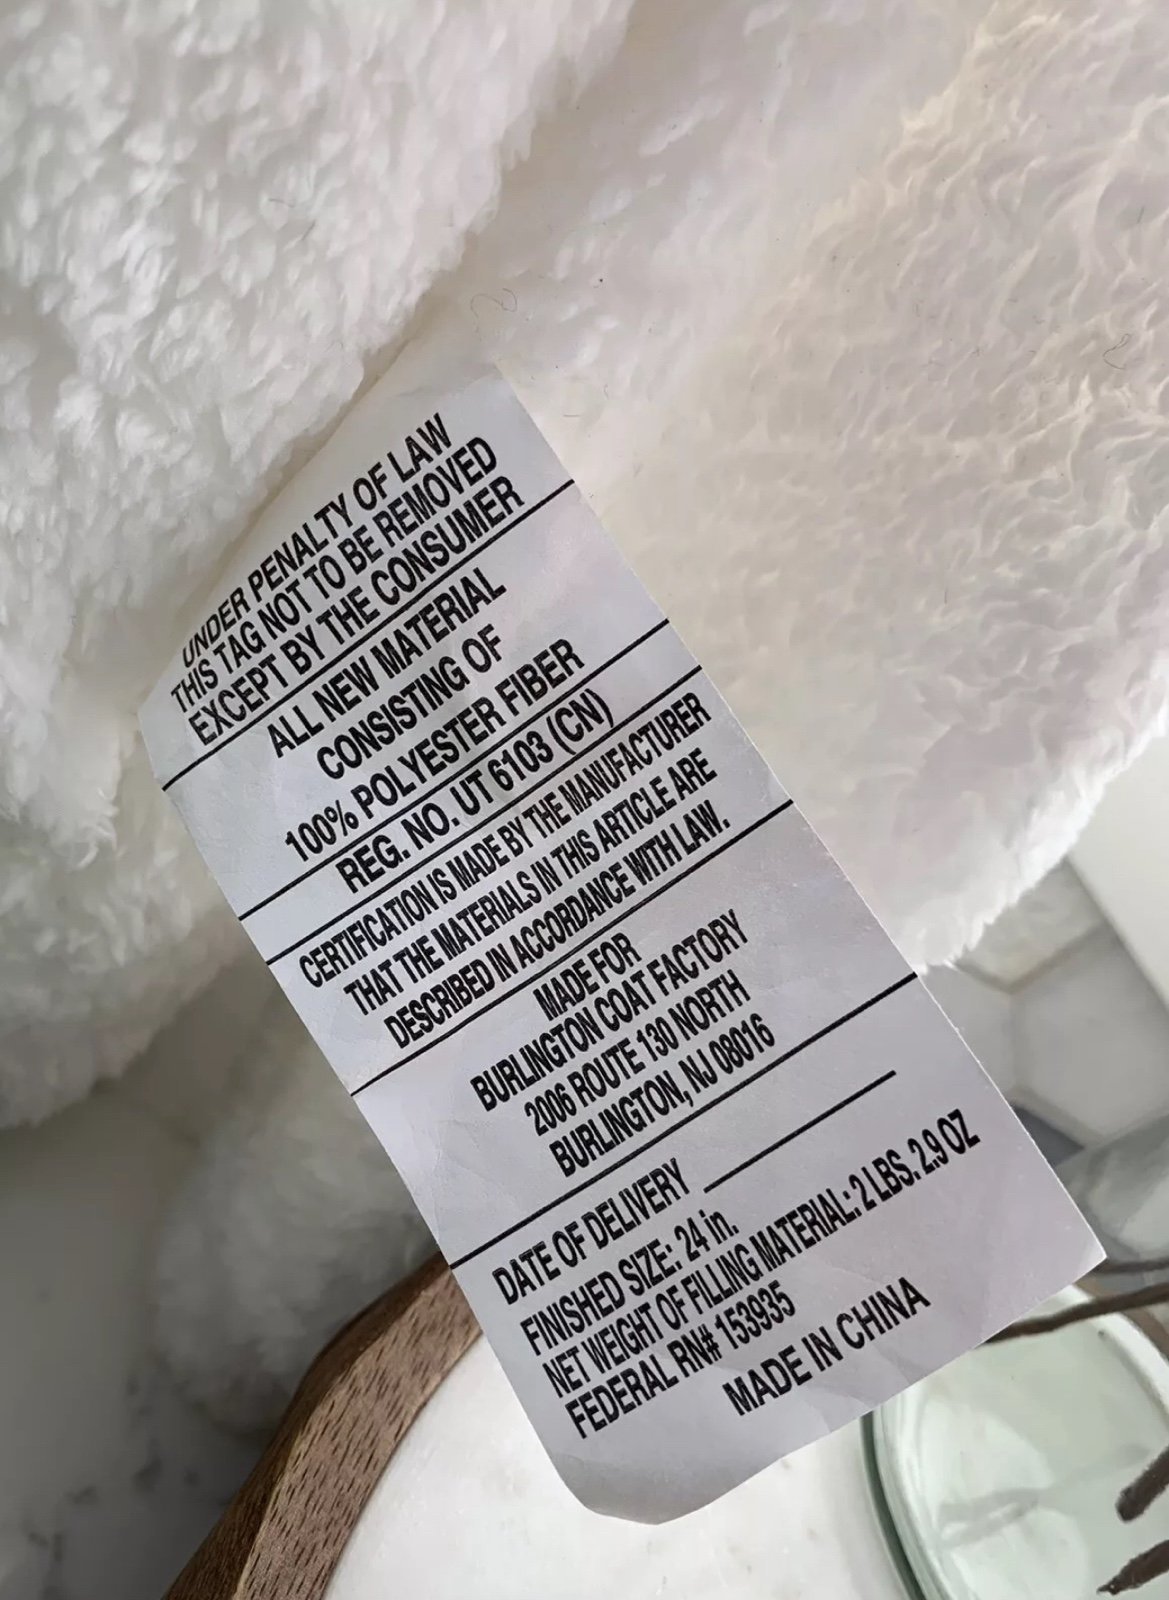 UNDER PENALTY OF LAW
THIS TAG NOT TO BE REMOVED
EXCEPT BY THE CONSUMER
ALL NEW MATERIAL
CONSISTING OF
100% POLYESTER FIBER
REG. NO. UT 6103 (CN)
CERTIFICATION IS MADE BY THE MANUFACTURER
THAT THE MATERIALS IN THIS ARTICLE ARE
DESCRIBED IN ACCORDANCE WITH LAW.
MADE FOR
BURLINGTON COAT FACTORY
2006 ROUTE 130 NORTH
BURLINGTON, NJ 08016
DATE OF DELIVERY
FINISHED SIZE: 24 in.
NET WEIGHT OF FILLING MATERIAL: 2 LBS. 2.9 OZ
FEDERAL RN# 153935
MADE IN CHINA